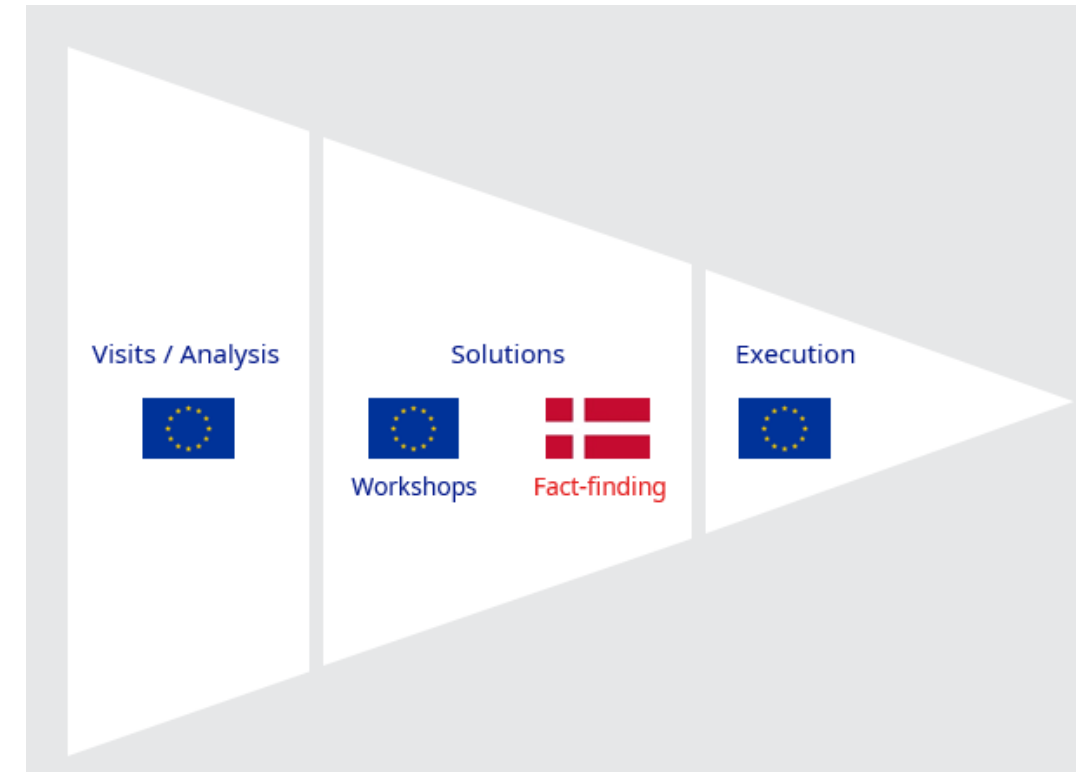 Visits / Analysis
Solutions
Execution
Workshops
Fact-finding